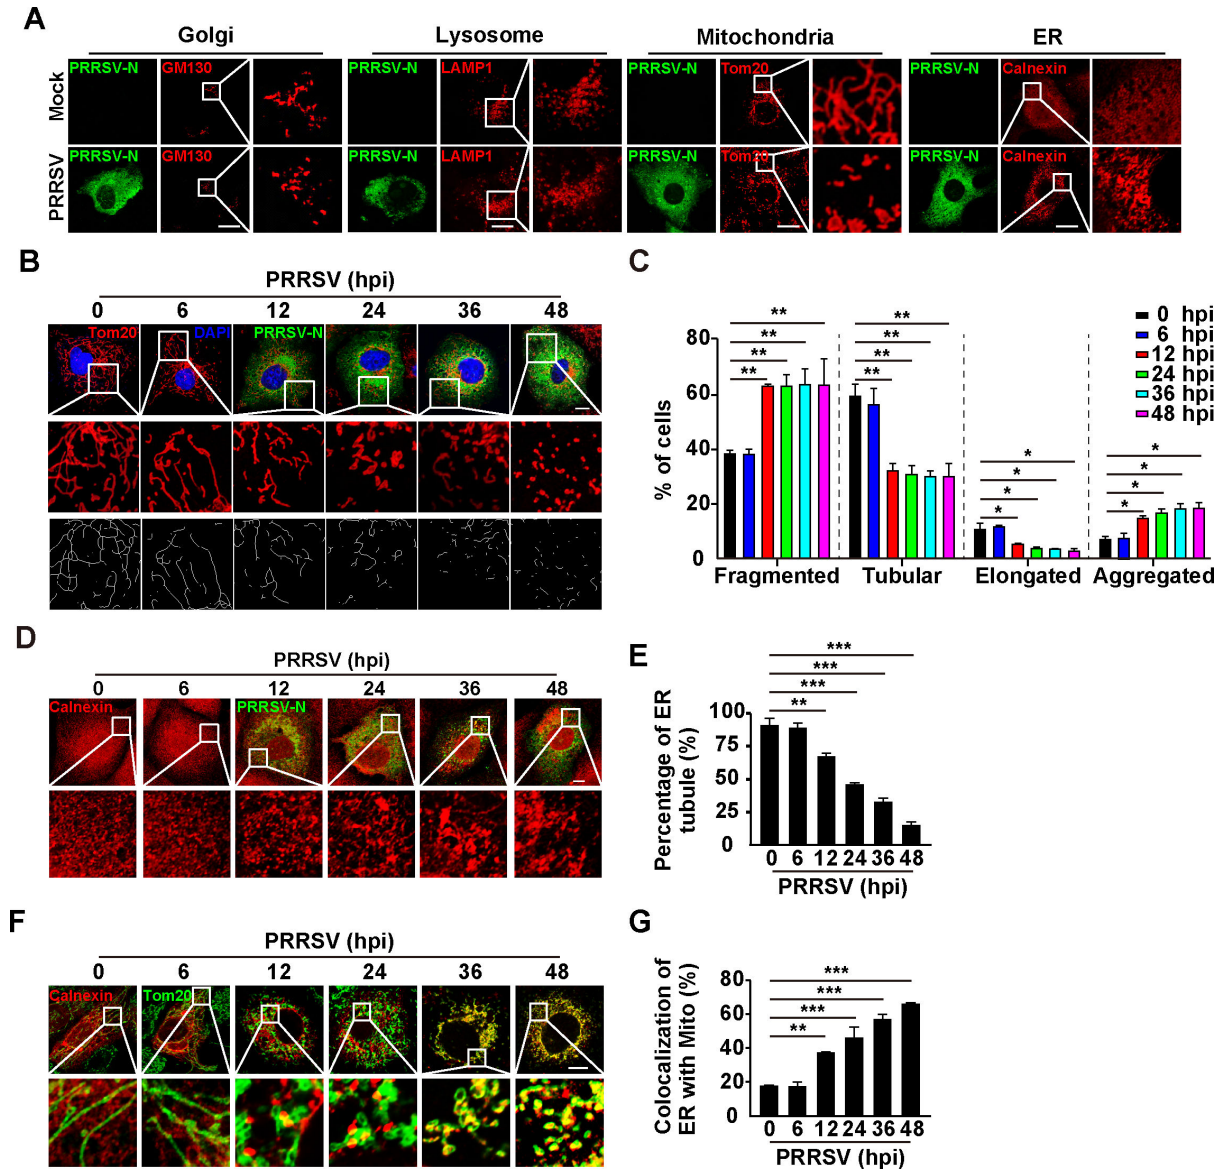 A
Golgi Lysosome Mitochondria ER
Mock
PRRSV-N GM130 PRRSV-N LAMP1 PRRSV-N Tom20 PRRSV-N Calnexin
PRRSV
PRRSV-N GM130 PRRSV-N LAMP1 PRRSV-N Tom20 PRRSV-N Calnexin
B
PRRSV (hpi)
0 6 12 24 36 48
Tom20 DAPI PRRSV-N
C
% of cells
80
60
40
20
0
** ** ** **
** ** ** **
* * * *
* * * *
Fragmented Tubular Elongated Aggregated
0 hpi
6 hpi
12 hpi
24 hpi
36 hpi
48 hpi
D
PRRSV (hpi)
0 6 12 24 36 48
Calnexin PRRSV-N
E
Percentage of ER
tubule (%)
100
75
50
25
0
***
***
***
**
0 6 12 24 36 48
PRRSV (hpi)
F
PRRSV (hpi)
0 6 12 24 36 48
Calnexin Tom20
G
Colocalization of
ER with Mito (%)
80
60
40
20
0
***
***
***
**
0 6 12 24 36 48
PRRSV (hpi)